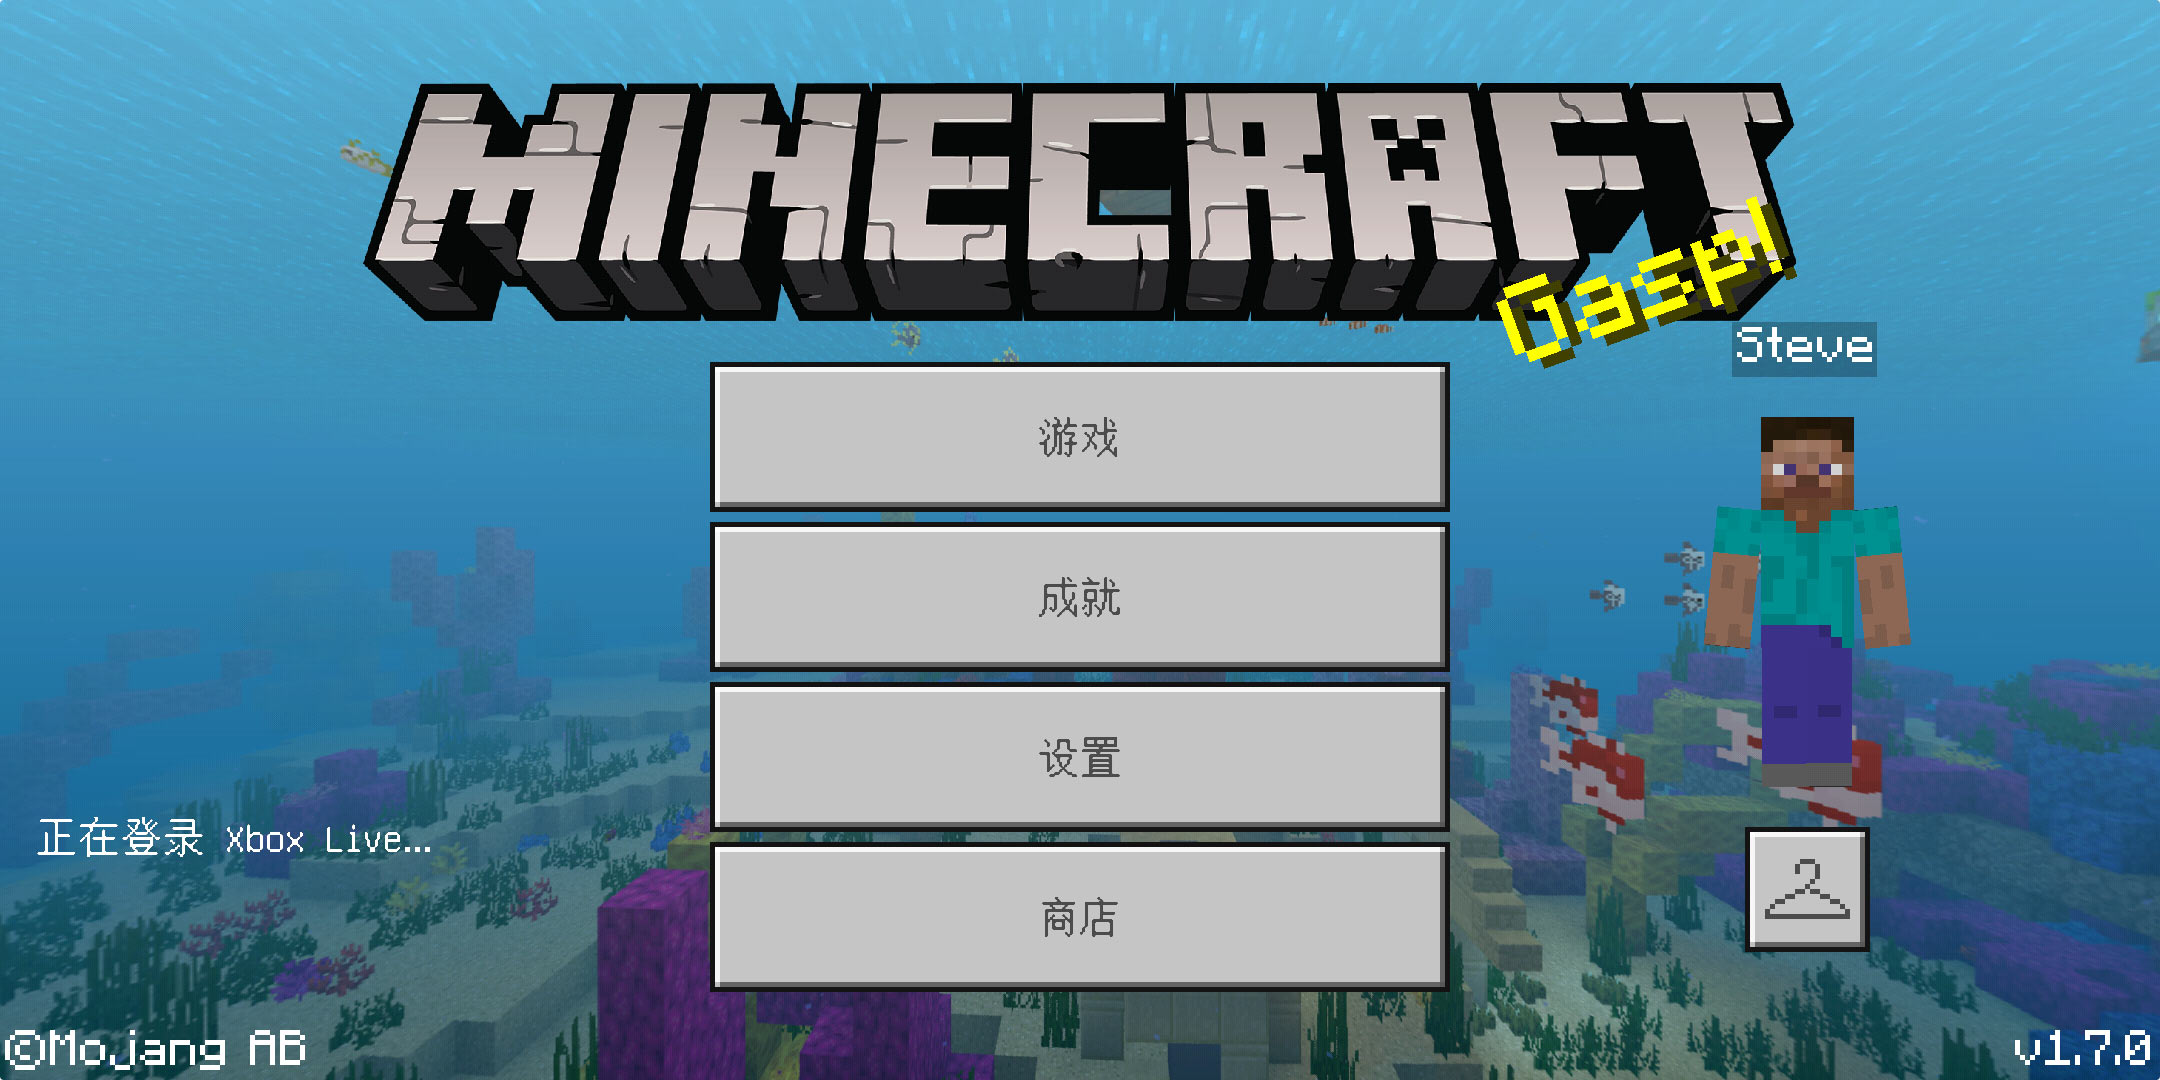 MINECRAFT
Gasp!
Steve
游戏
成就
设置
正在登录 Xbox Live...
商店
©Mojang AB
v1.7.0